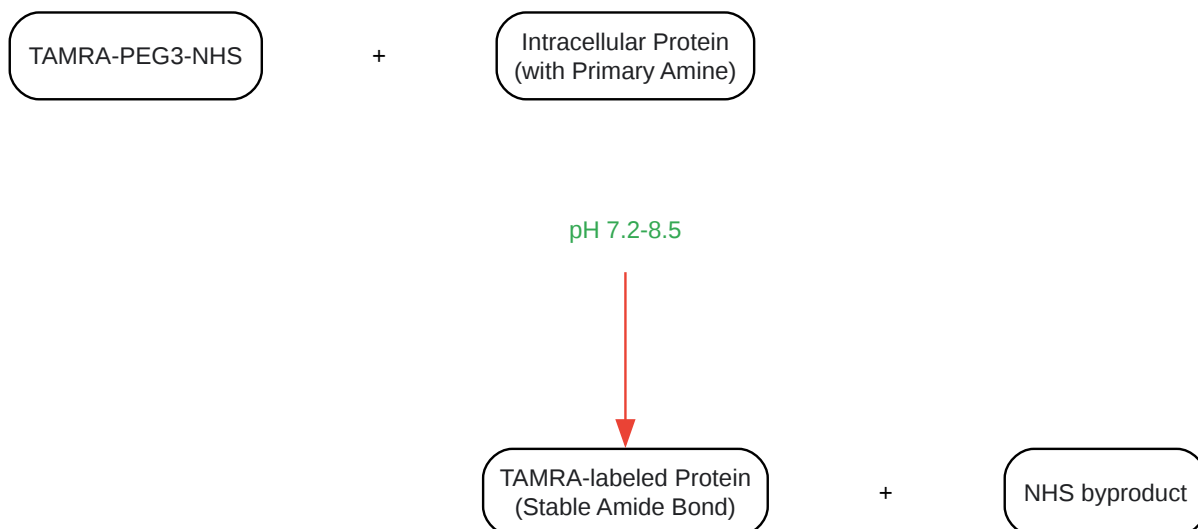 TAMRA-PEG3-NHS
+
Intracellular Protein
(with Primary Amine)
pH 7.2-8.5
TAMRA-labeled Protein
(Stable Amide Bond)
+
NHS byproduct